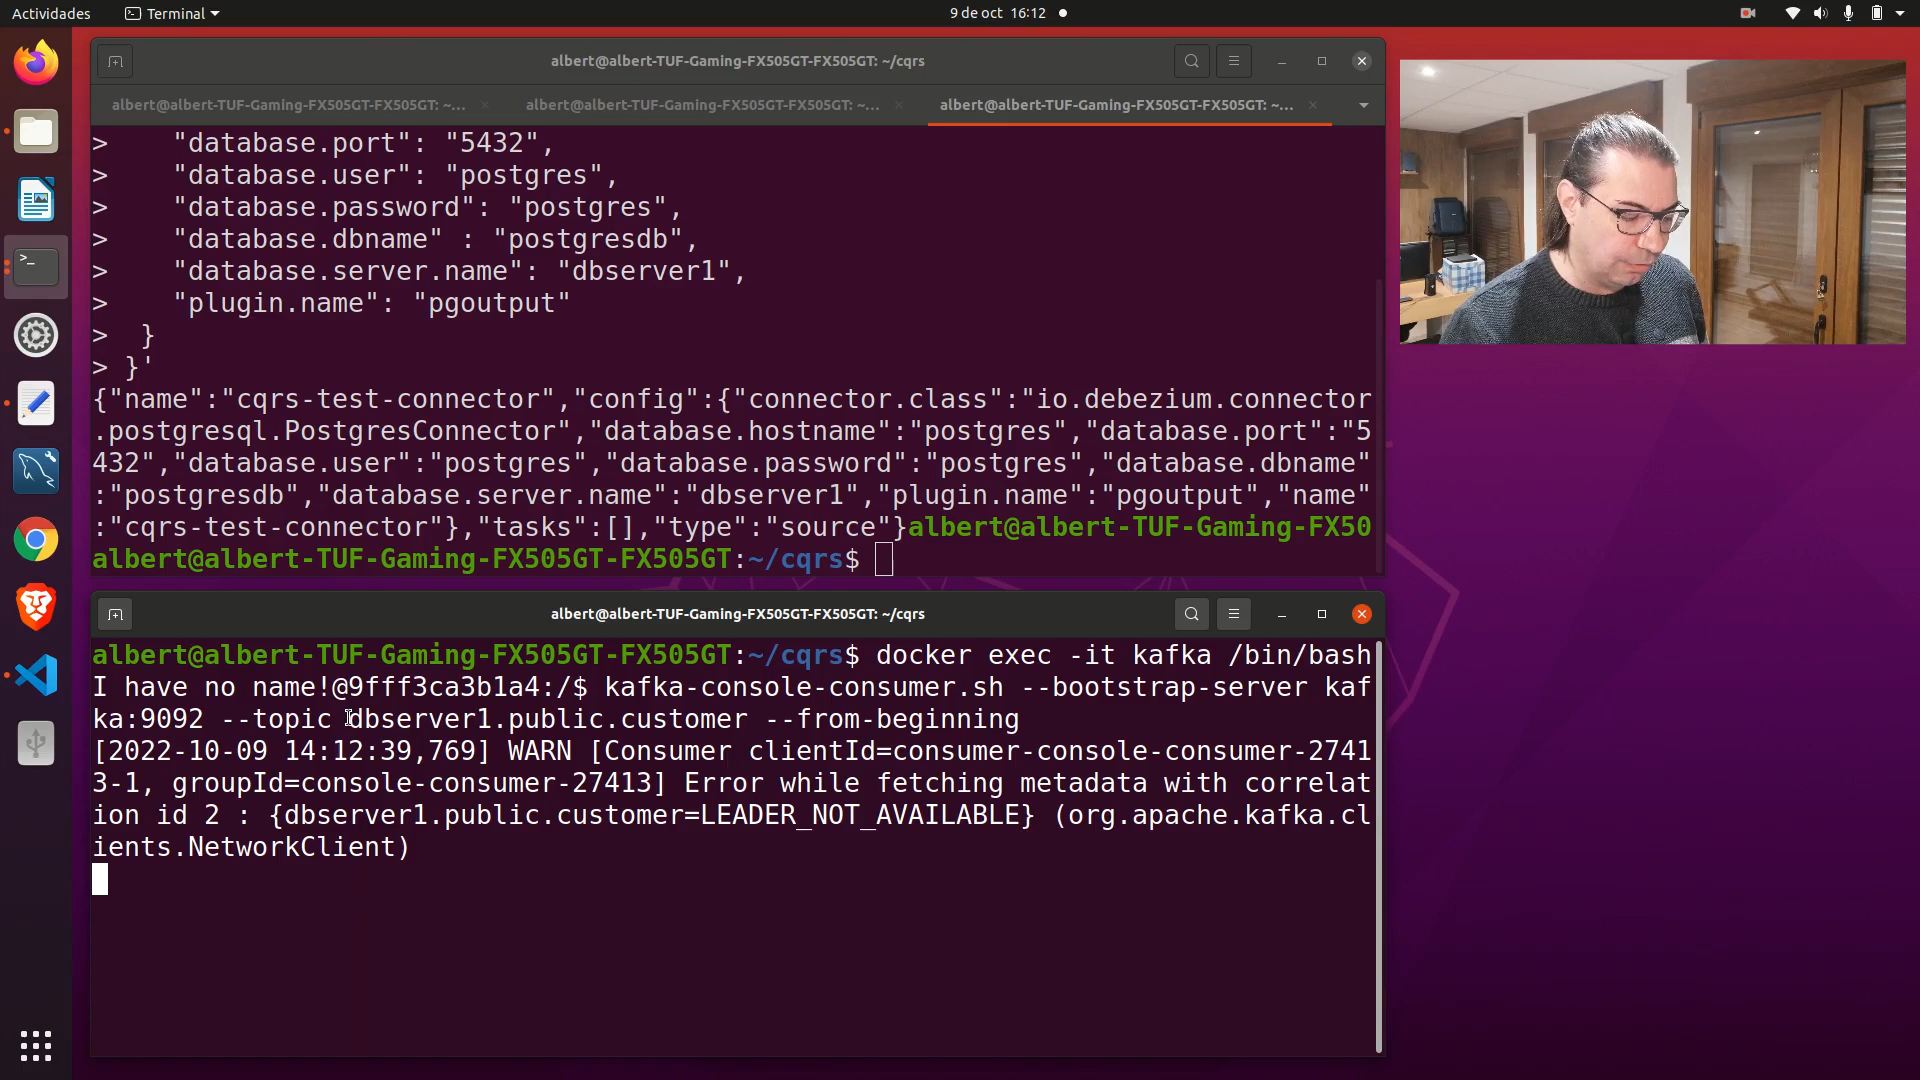 Actividades
Terminal
9 de oct 16:12
albert@albert-TUF-Gaming-FX505GT-FX505GT: ~/cqrs
albert@albert-TUF-Gaming-FX505GT-FX505GT: ~...
albert@albert-TUF-Gaming-FX505GT-FX505GT: ~...
albert@albert-TUF-Gaming-FX505GT-FX505GT: ~...
>     "database.port": "5432",
>     "database.user": "postgres",
>     "database.password": "postgres",
>     "database.dbname" : "postgresdb",
>     "database.server.name": "dbserver1",
>     "plugin.name": "pgoutput"
>   }
> }'
{"name":"cqrs-test-connector","config":{"connector.class":"io.debezium.connector
.postgresql.PostgresConnector","database.hostname":"postgres","database.port":"5
432","database.user":"postgres","database.password":"postgres","database.dbname"
:"postgresdb","database.server.name":"dbserver1","plugin.name":"pgoutput","name"
:"cqrs-test-connector"},"tasks":[],"type":"source"}albert@albert-TUF-Gaming-FX50
albert@albert-TUF-Gaming-FX505GT-FX505GT:~/cqrs$
albert@albert-TUF-Gaming-FX505GT-FX505GT: ~/cqrs
albert@albert-TUF-Gaming-FX505GT-FX505GT:~/cqrs$ docker exec -it kafka /bin/bash
I have no name!@9fff3ca3b1a4:/$ kafka-console-consumer.sh --bootstrap-server kaf
ka:9092 --topic dbserver1.public.customer --from-beginning
[2022-10-09 14:12:39,769] WARN [Consumer clientId=consumer-console-consumer-2741
3-1, groupId=console-consumer-27413] Error while fetching metadata with correlat
ion id 2 : {dbserver1.public.customer=LEADER_NOT_AVAILABLE} (org.apache.kafka.cl
ients.NetworkClient)